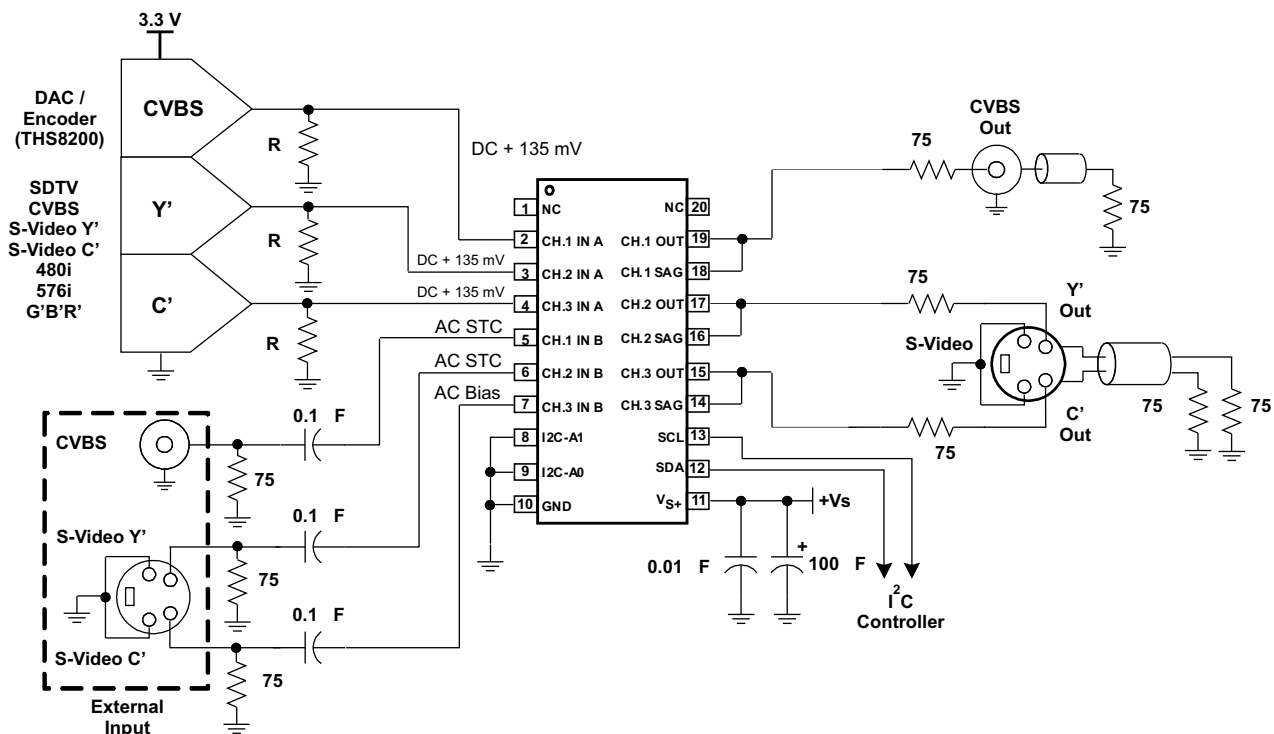 3.3 V
DAC /
Encoder
(THS8200)
SDTV
CVBS
S-Video Y'
S-Video C'
480i
576i
G'B'R'
CVBS
Y'
C'
R
R
R
DC + 135 mV
DC + 135 mV
DC + 135 mV
AC STC
AC STC
AC Bias
1 NC
2 CH.1 IN A
3 CH.2 IN A
4 CH.3 IN A
5 CH.1 IN B
6 CH.2 IN B
7 CH.3 IN B
8 I2C-A1
9 I2C-A0
10 GND
NC 20
CH.1 OUT 19
CH.1 SAG 18
CH.2 OUT 17
CH.2 SAG 16
CH.3 OUT 15
CH.3 SAG 14
SCL 13
SDA 12
VS+ 11
75
CVBS
Out
75
75
Y'
Out
S-Video
C'
Out
75
75
75
+Vs
0.01 F
+
100 F
I2C
Controller
CVBS
0.1 F
75
S-Video Y'
0.1 F
75
S-Video C'
0.1 F
75
External
Input